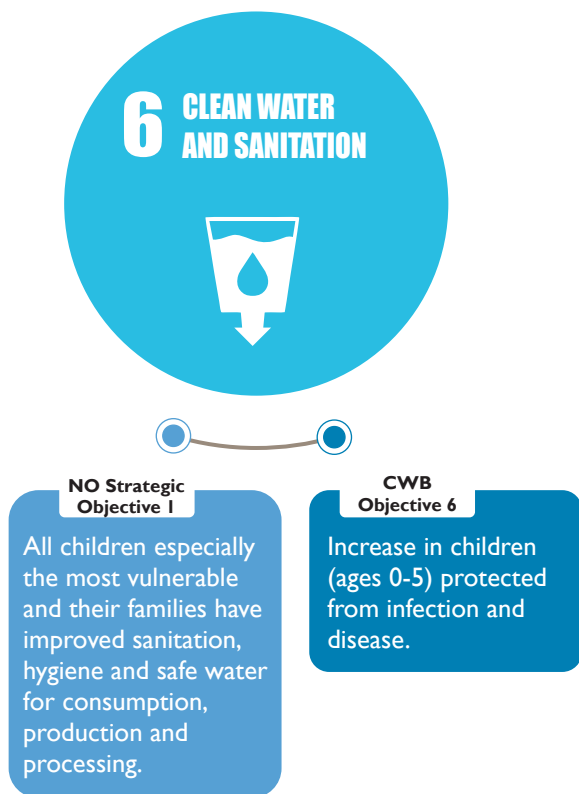 6 CLEAN WATER
AND SANITATION
NO Strategic
Objective 1
All children especially
the most vulnerable
and their families have
improved sanitation,
hygiene and safe water
for consumption,
production and
processing.
CWB
Objective 6
Increase in children
(ages 0-5) protected
from infection and
disease.